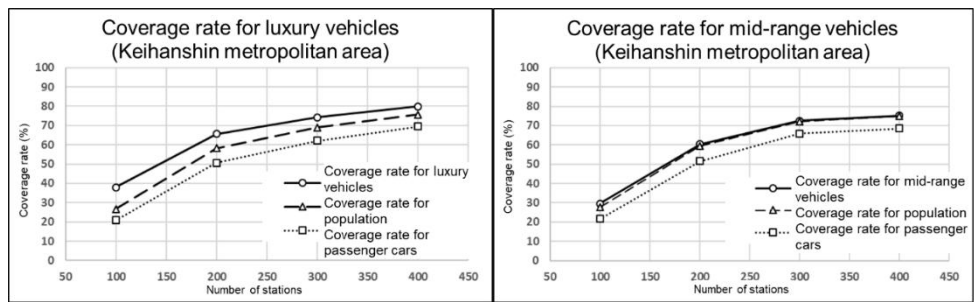 Coverage rate for luxury vehicles
(Keihanshin metropolitan area)
100
90
80
70
60
50
40
30
20
10
0
Coverage rate (%)
50
100
150
200
250
300
350
400
450
Number of stations
Coverage rate for luxury
vehicles
Coverage rate for
population
Coverage rate for
passenger cars
Coverage rate for mid-range vehicles
(Keihanshin metropolitan area)
100
90
80
70
60
50
40
30
20
10
0
Coverage rate (%)
50
100
150
200
250
300
350
400
450
Number of stations
Coverage rate for mid-range
vehicles
Coverage rate for population
Coverage rate for passenger
cars